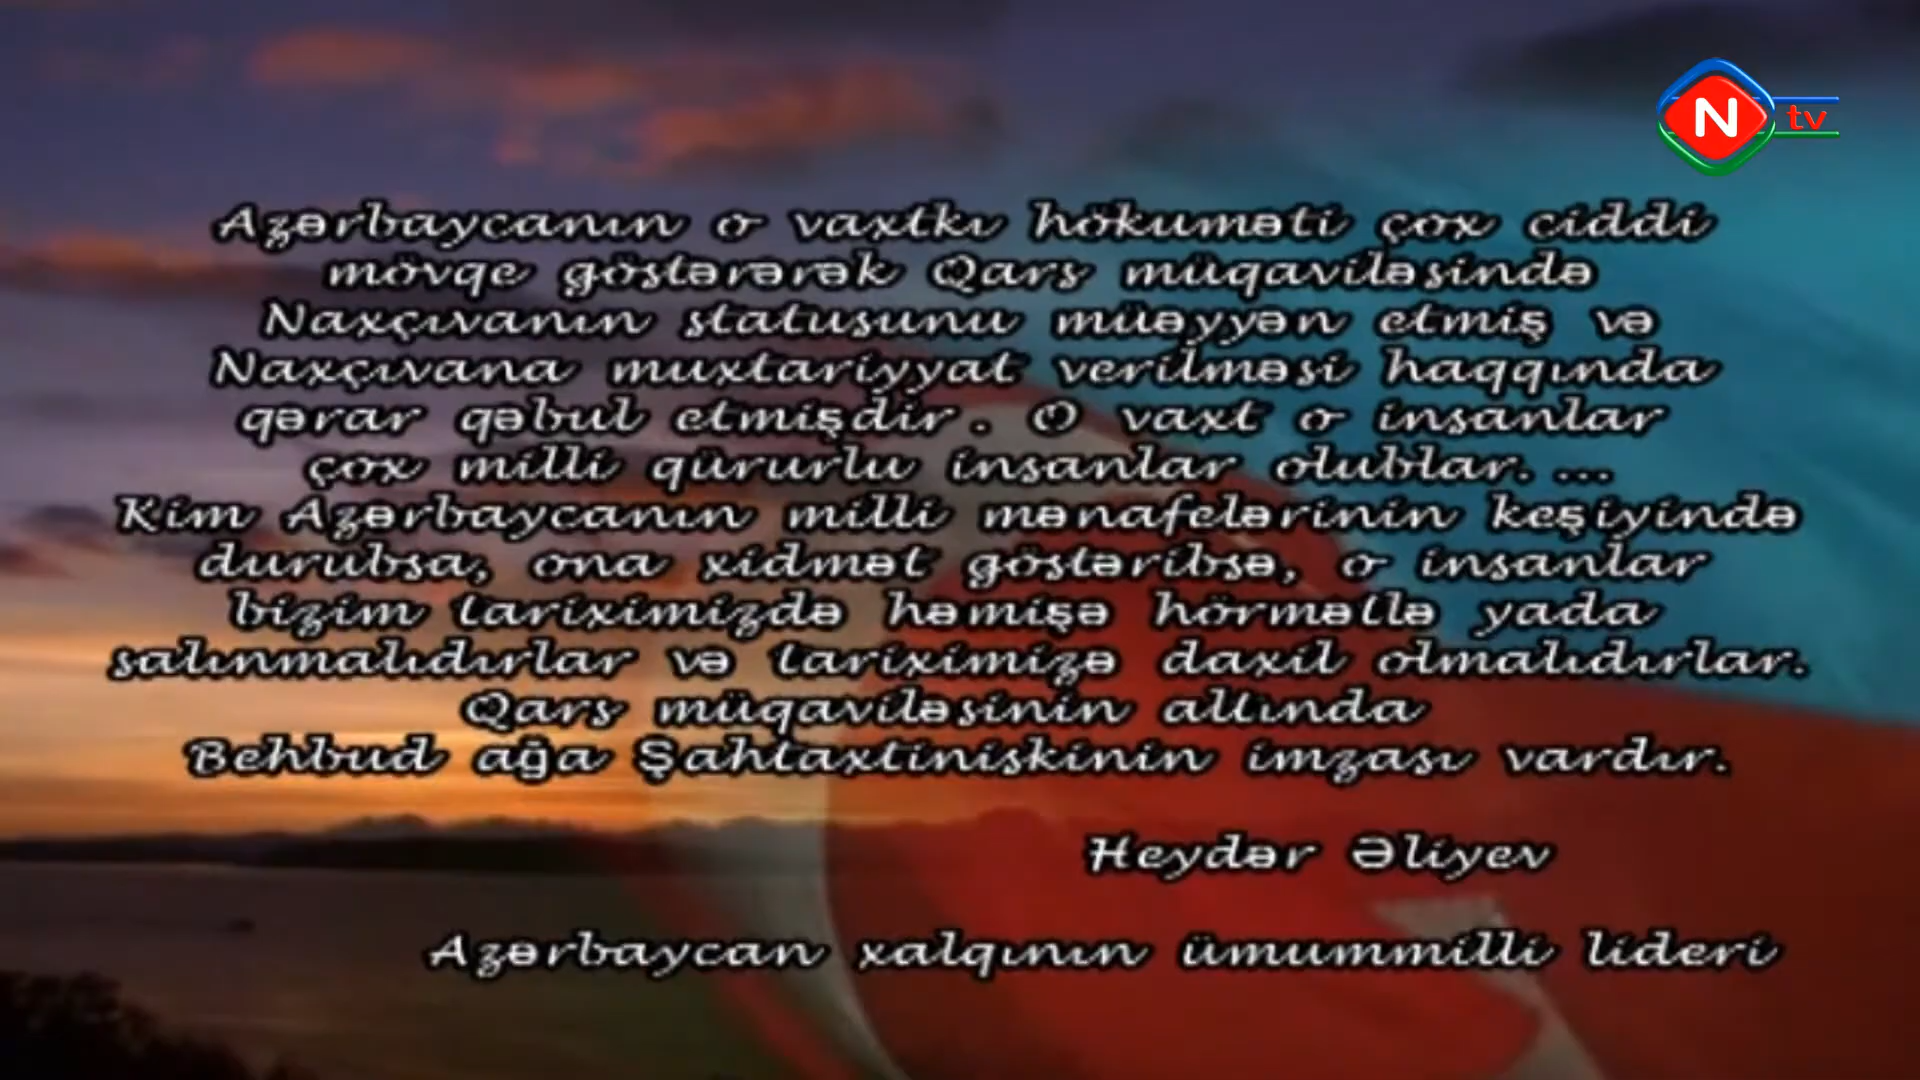 N tv
Azərbaycanın o vaxtkı hökuməti çox ciddi
mövqe göstərərək Qars müqaviləsində
Naxçıvanın statusunu müəyyən etmiş və
Naxçıvana muxtariyyat verilməsi haqqında
qərar qəbul etmişdir. O vaxt o insanlar
çox milli qürurlu insanlar olublar. ...
Kim Azərbaycanın milli mənafelərinin keşiyində
durubsa, ona xidmət göstəribsə, o insanlar
bizim tariximizdə həmişə hörmətlə yada
salınmalıdırlar və tariximizə daxil olmalıdırlar.
Qars müqaviləsinin altında
Behbud ağa Şahtaxtiniskinin imzası vardır.
Heydər Əliyev
Azərbaycan xalqının ümummilli lideri